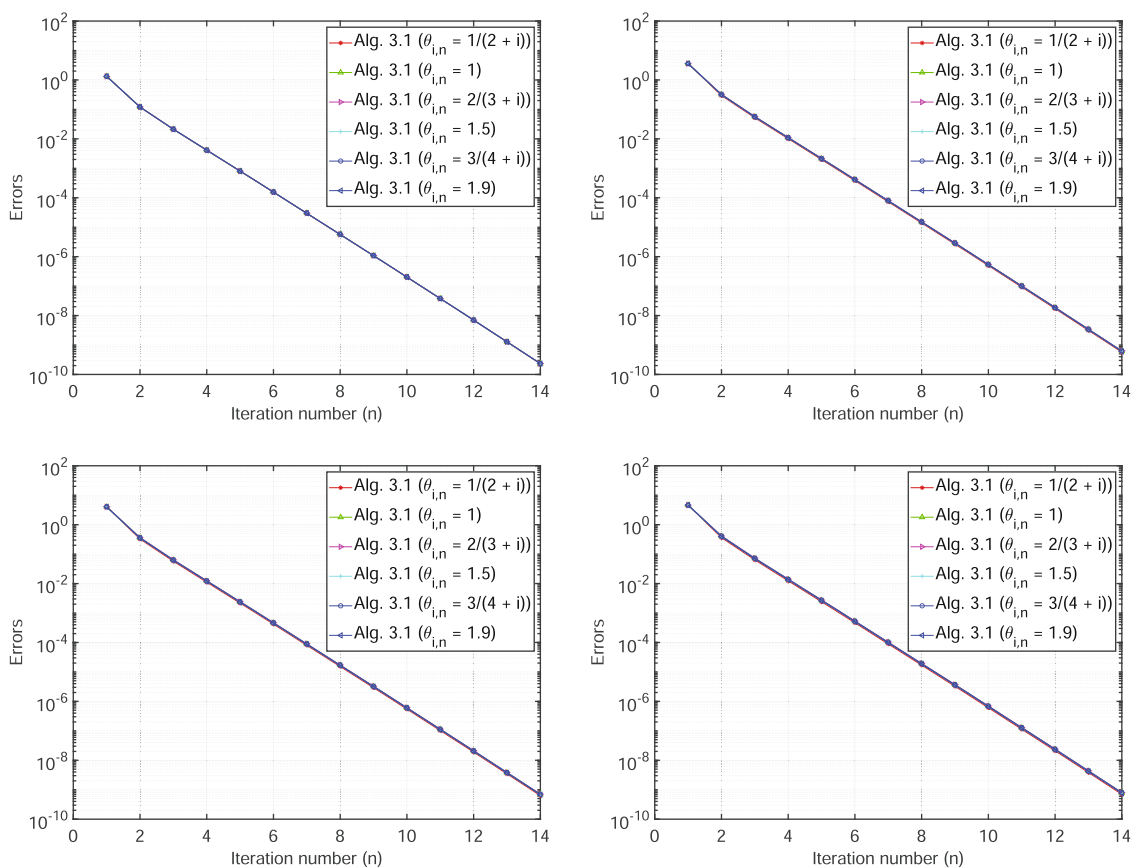 10^2
10^0
10^-2
10^-4
10^-6
10^-8
10^-10
Errors
0 2 4 6 8 10 12 14
Iteration number (n)
Alg. 3.1 (θ_i,n = 1/(2 + i))
Alg. 3.1 (θ_i,n = 1)
Alg. 3.1 (θ_i,n = 2/(3 + i))
Alg. 3.1 (θ_i,n = 1.5)
Alg. 3.1 (θ_i,n = 3/(4 + i))
Alg. 3.1 (θ_i,n = 1.9)
10^2
10^0
10^-2
10^-4
10^-6
10^-8
10^-10
Errors
0 2 4 6 8 10 12 14
Iteration number (n)
Alg. 3.1 (θ_i,n = 1/(2 + i))
Alg. 3.1 (θ_i,n = 1)
Alg. 3.1 (θ_i,n = 2/(3 + i))
Alg. 3.1 (θ_i,n = 1.5)
Alg. 3.1 (θ_i,n = 3/(4 + i))
Alg. 3.1 (θ_i,n = 1.9)
10^2
10^0
10^-2
10^-4
10^-6
10^-8
10^-10
Errors
0 2 4 6 8 10 12 14
Iteration number (n)
Alg. 3.1 (θ_i,n = 1/(2 + i))
Alg. 3.1 (θ_i,n = 1)
Alg. 3.1 (θ_i,n = 2/(3 + i))
Alg. 3.1 (θ_i,n = 1.5)
Alg. 3.1 (θ_i,n = 3/(4 + i))
Alg. 3.1 (θ_i,n = 1.9)
10^2
10^0
10^-2
10^-4
10^-6
10^-8
10^-10
Errors
0 2 4 6 8 10 12 14
Iteration number (n)
Alg. 3.1 (θ_i,n = 1/(2 + i))
Alg. 3.1 (θ_i,n = 1)
Alg. 3.1 (θ_i,n = 2/(3 + i))
Alg. 3.1 (θ_i,n = 1.5)
Alg. 3.1 (θ_i,n = 3/(4 + i))
Alg. 3.1 (θ_i,n = 1.9)